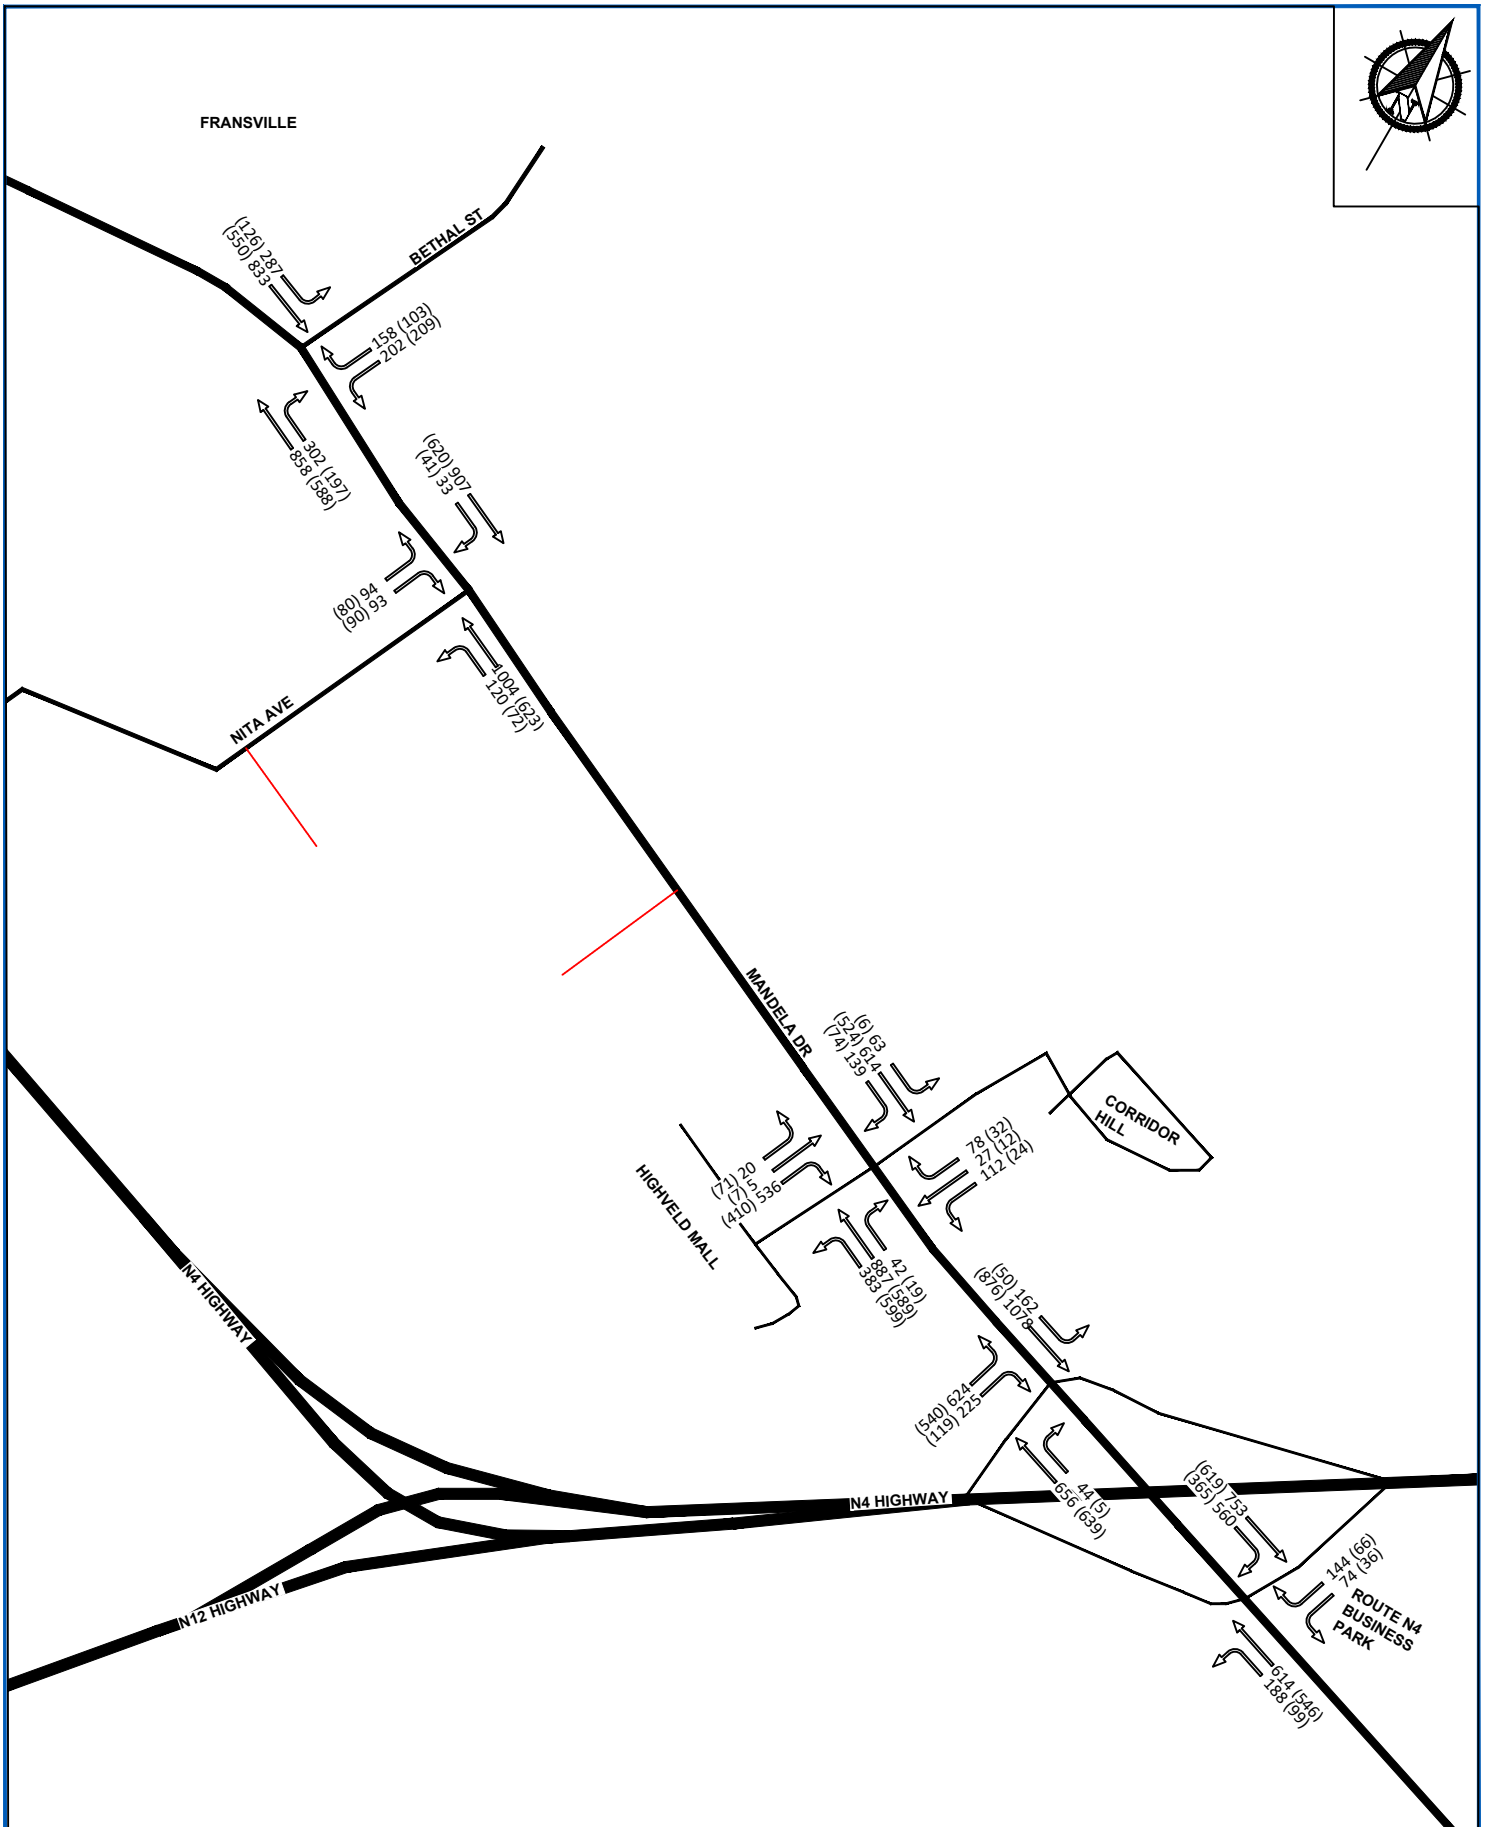 FRANSVILLE
BETHAL ST
(126) 287
(550) 833
158 (103)
202 (209)
302 (197)
858 (588)
(620) 907
(41) 33
(80) 94
(90) 93
1004 (623)
120 (72)
NITA AVE
MANDELA DR
(6) 63
(524) 614
(74) 139
CORRIDOR
HILL
78 (32)
27 (12)
112 (24)
(71) 20
(7) 5
(410) 536
HIGHVELD MALL
42 (19)
887 (589)
383 (599)
(50) 162
(876) 1078
N4 HIGHWAY
(540) 624
(119) 225
44 (5)
656 (639)
N4 HIGHWAY
(619) 753
(365) 560
144 (66)
74 (36)
ROUTE N4
BUSINESS
PARK
N12 HIGHWAY
614 (546)
188 (99)